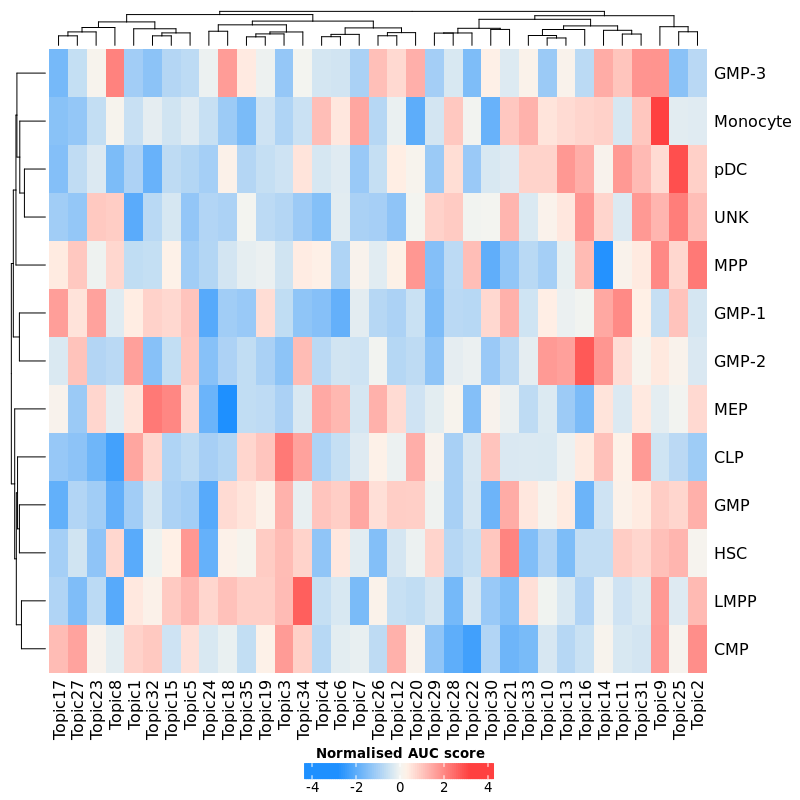 GMP-3
Monocyte
pDC
UNK
MPP
GMP-1
GMP-2
MEP
CLP
GMP
HSC
LMPP
CMP
Topic17
Topic27
Topic23
Topic8
Topic1
Topic32
Topic15
Topic5
Topic24
Topic18
Topic35
Topic19
Topic3
Topic34
Topic4
Topic6
Topic7
Topic26
Topic12
Topic20
Topic29
Topic28
Topic22
Topic30
Topic21
Topic33
Topic10
Topic13
Topic16
Topic14
Topic11
Topic31
Topic9
Topic25
Topic2
Normalised AUC score
-4 -2 0 2 4